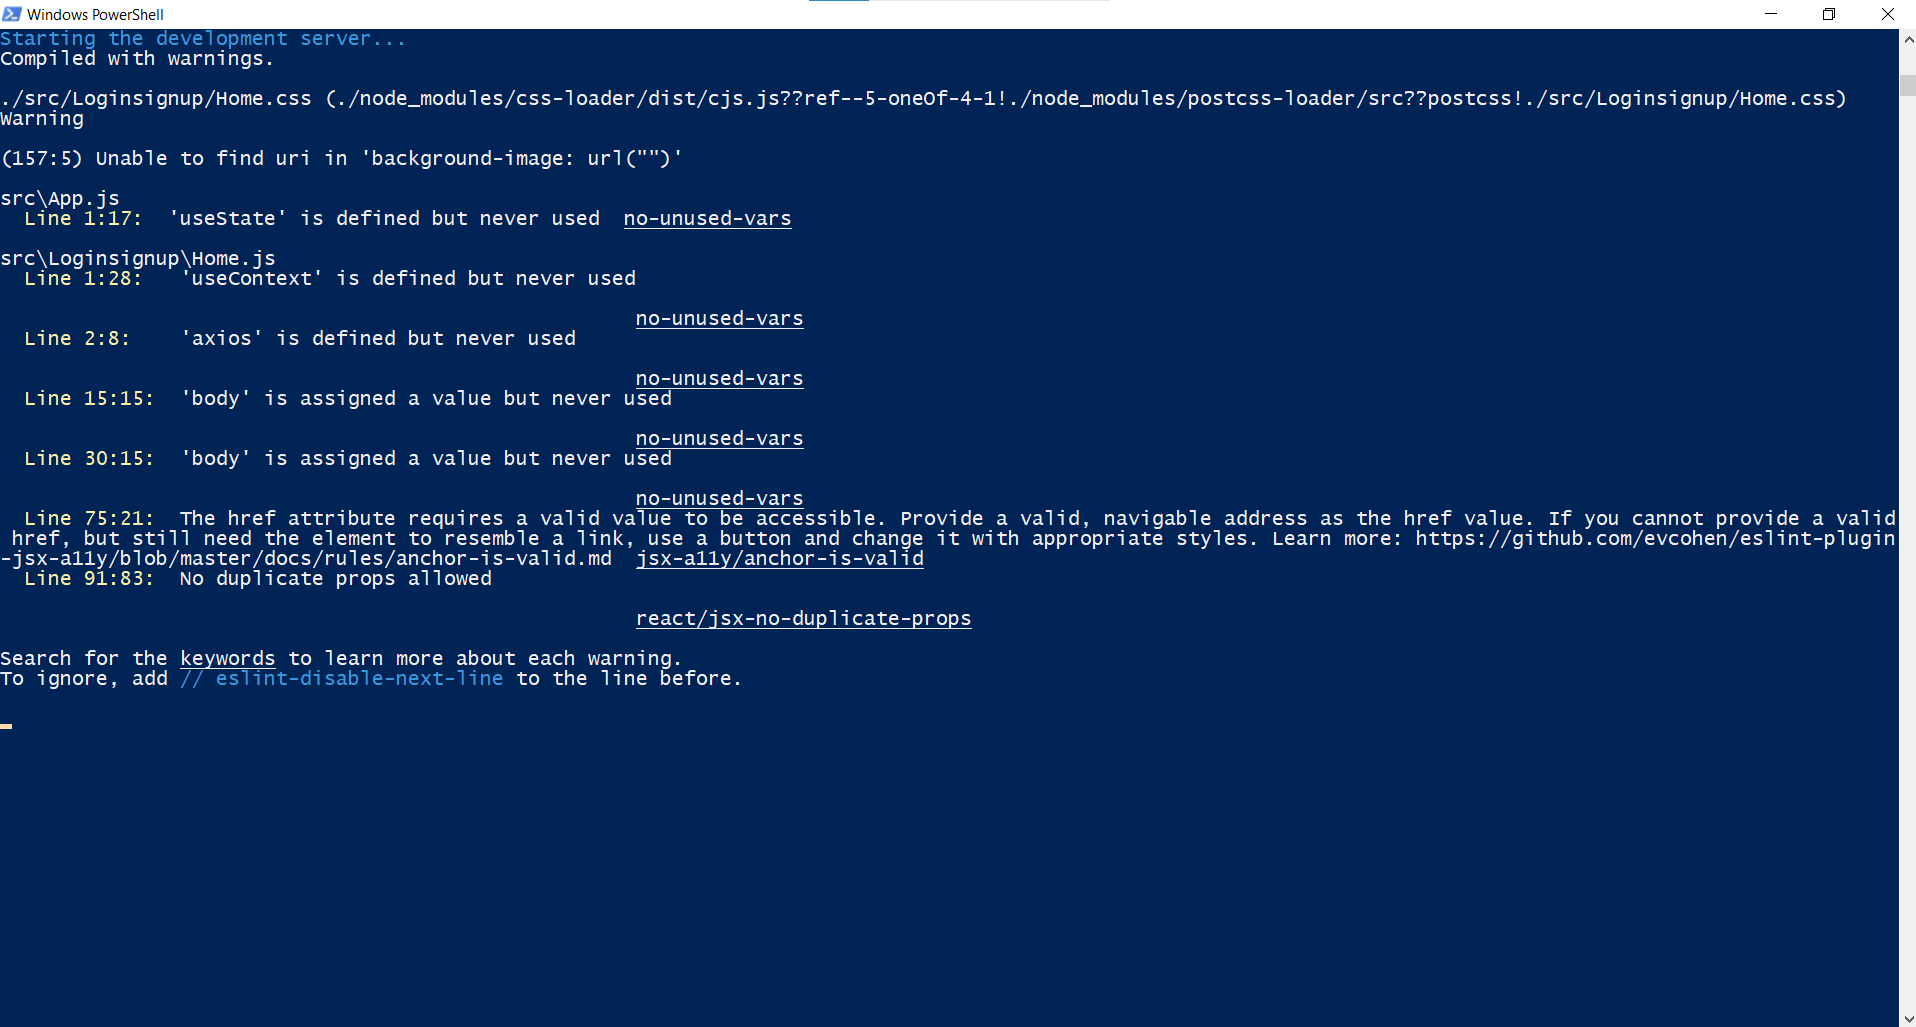 Windows PowerShell
Starting the development server...
Compiled with warnings.
./src/Loginsignup/Home.css (./node_modules/css-loader/dist/cjs.js??ref--5-oneOf-4-1!./node_modules/postcss-loader/src??postcss!./src/Loginsignup/Home.css)
Warning
(157:5) Unable to find uri in 'background-image: url("")'
src\App.js
Line 1:17:  'useState' is defined but never used  no-unused-vars
src\Loginsignup\Home.js
Line 1:28:   'useContext' is defined but never used
no-unused-vars
Line 2:8:    'axios' is defined but never used
no-unused-vars
Line 15:15:  'body' is assigned a value but never used
no-unused-vars
Line 30:15:  'body' is assigned a value but never used
no-unused-vars
Line 75:21:  The href attribute requires a valid value to be accessible. Provide a valid, navigable address as the href value. If you cannot provide a valid
href, but still need the element to resemble a link, use a button and change it with appropriate styles. Learn more: https://github.com/evcohen/eslint-plugin
-jsx-a11y/blob/master/docs/rules/anchor-is-valid.md  jsx-a11y/anchor-is-valid
Line 91:83:  No duplicate props allowed
react/jsx-no-duplicate-props
Search for the keywords to learn more about each warning.
To ignore, add // eslint-disable-next-line to the line before.